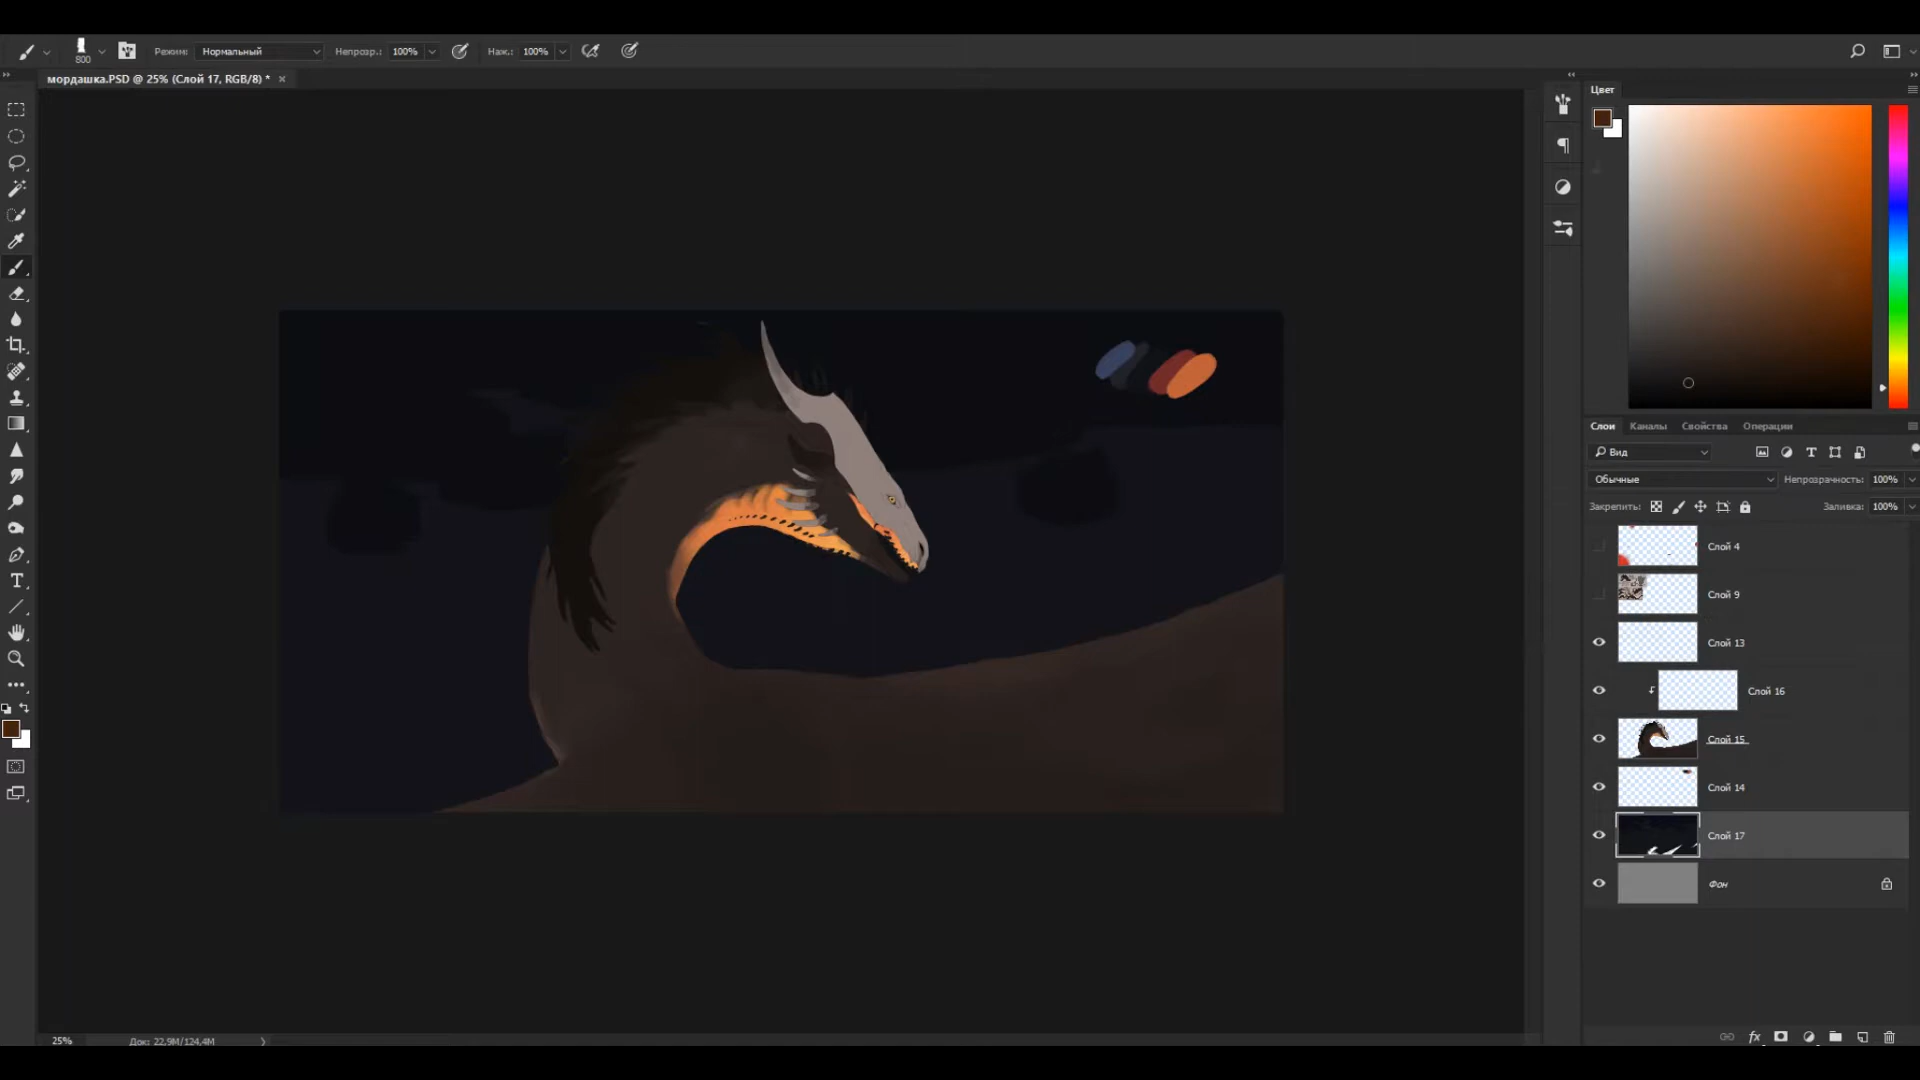 800
Режим:
Нормальный
Непрозр.:
100%
Наж.:
100%
мордашка.PSD @ 25% (Слой 17, RGB/8) *
Цвет
Слои
Каналы
Свойства
Операции
Вид
Обычные
Непрозрачность:
100%
Закрепить:
Заливка:
100%
Слой 4
Слой 9
Слой 13
Слой 16
Слой 15
Слой 14
Слой 17
Фон
25%
Док: 22,9M/124,4M